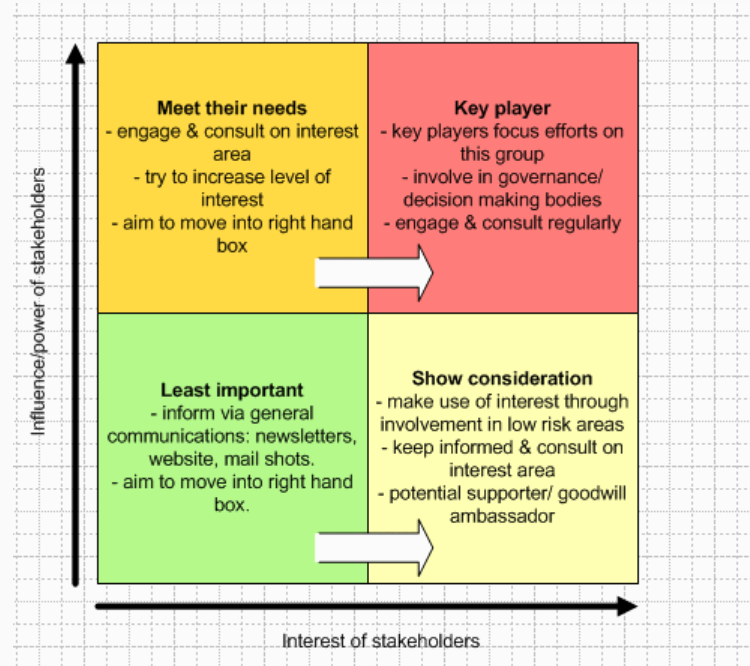 Influence/power of stakeholders
Meet their needs
- engage & consult on interest
area
- try to increase level of
interest
- aim to move into right hand
box
Key player
- key players focus efforts on
this group
- involve in governance/
decision making bodies
- engage & consult regularly
Least important
- inform via general
communications: newsletters,
website, mail shots.
- aim to move into right hand
box.
Show consideration
- make use of interest through
involvement in low risk areas
- keep informed & consult on
interest area
- potential supporter/ goodwill
ambassador
Interest of stakeholders